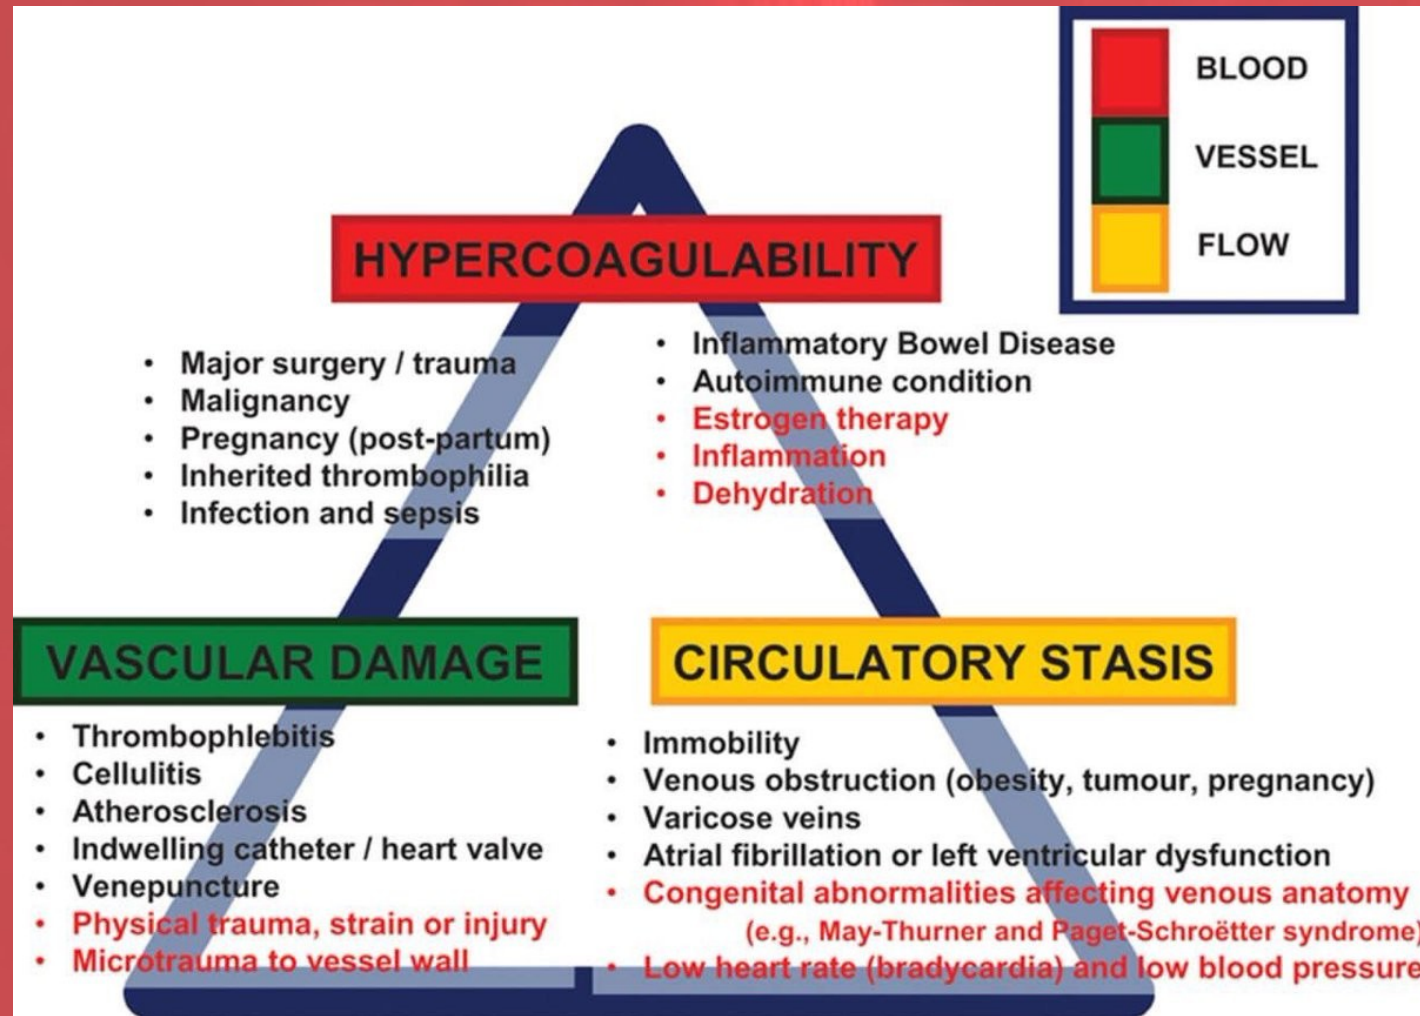 BLOOD
VESSEL
FLOW
HYPERCOAGULABILITY
• Major surgery / trauma
• Malignancy
• Pregnancy (post-partum)
• Inherited thrombophilia
• Infection and sepsis
• Inflammatory Bowel Disease
• Autoimmune condition
• Estrogen therapy
• Inflammation
• Dehydration
VASCULAR DAMAGE
• Thrombophlebitis
• Cellulitis
• Atherosclerosis
• Indwelling catheter / heart valve
• Venepuncture
• Physical trauma, strain or injury
• Microtrauma to vessel wall
CIRCULATORY STASIS
• Immobility
• Venous obstruction (obesity, tumour, pregnancy)
• Varicose veins
• Atrial fibrillation or left ventricular dysfunction
• Congenital abnormalities affecting venous anatomy
(e.g., May-Thurner and Paget-Schroëtter syndrome)
• Low heart rate (bradycardia) and low blood pressure